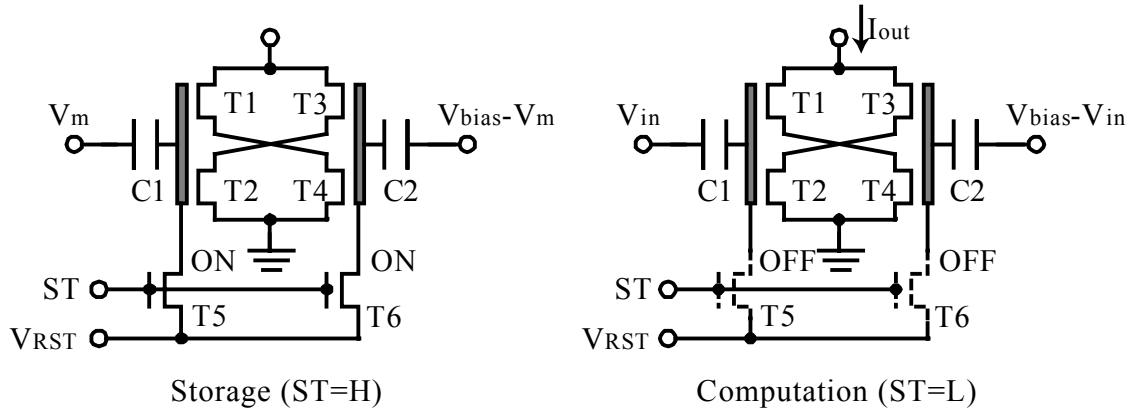 Iout
T1 T3
Vm
Vbias-Vm
C1 T2 T4 C2
ON ON
ST
T5 T6
VRST
Storage (ST=H)
T1 T3
Vin
Vbias-Vin
C1 T2 T4 C2
OFF OFF
ST
T5 T6
VRST
Computation (ST=L)